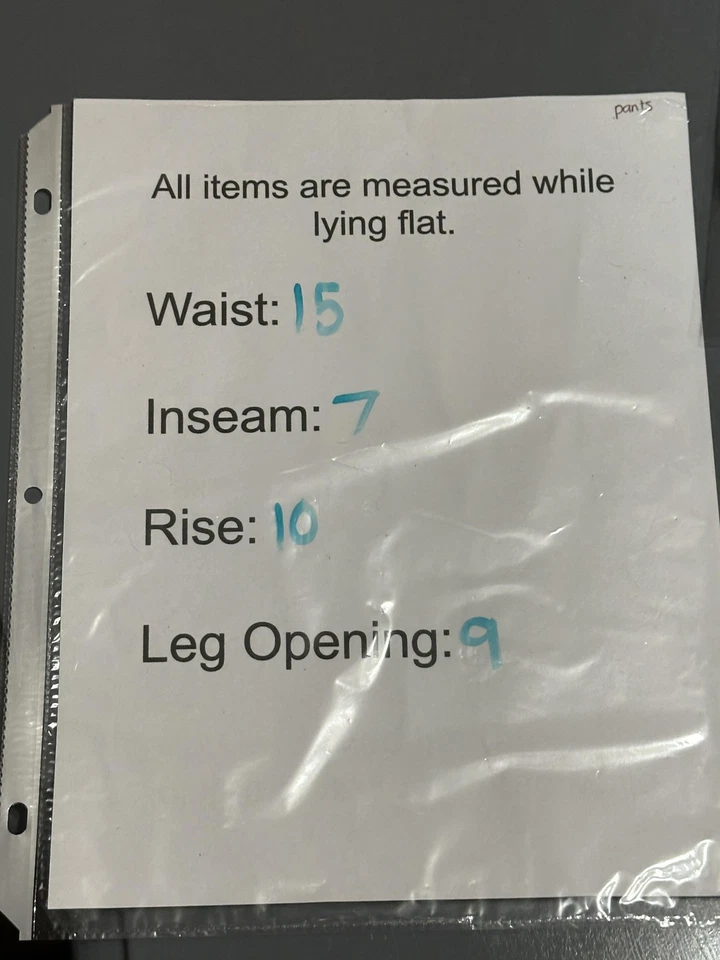 pants
All items are measured while
lying flat.
Waist: 15
Inseam: 7
Rise: 10
Leg Opening: 9